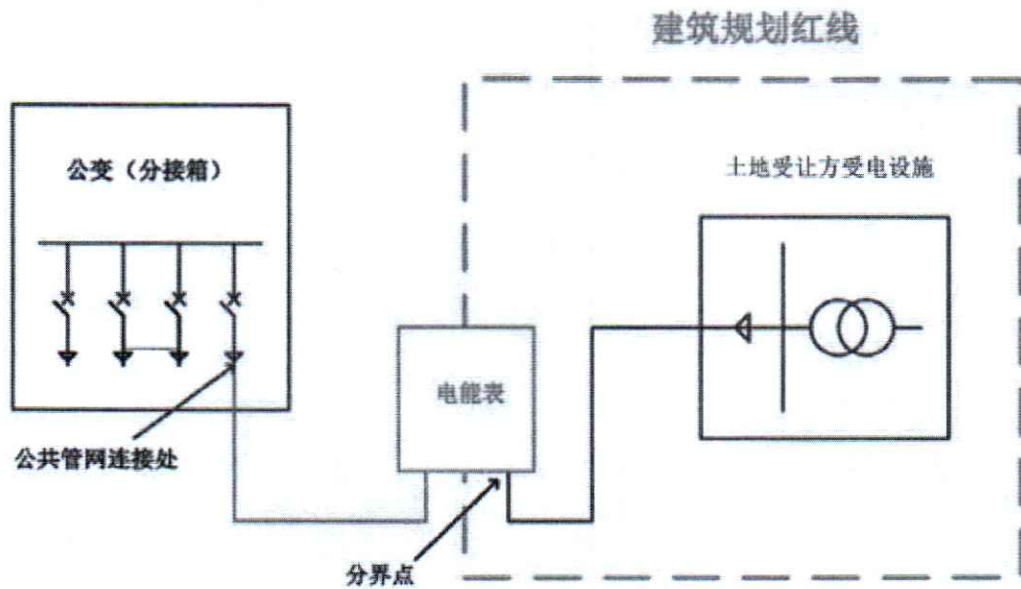 建筑规划红线
公变（分接箱）
土地受让方受电设施
电能表
公共管网连接处
分界点